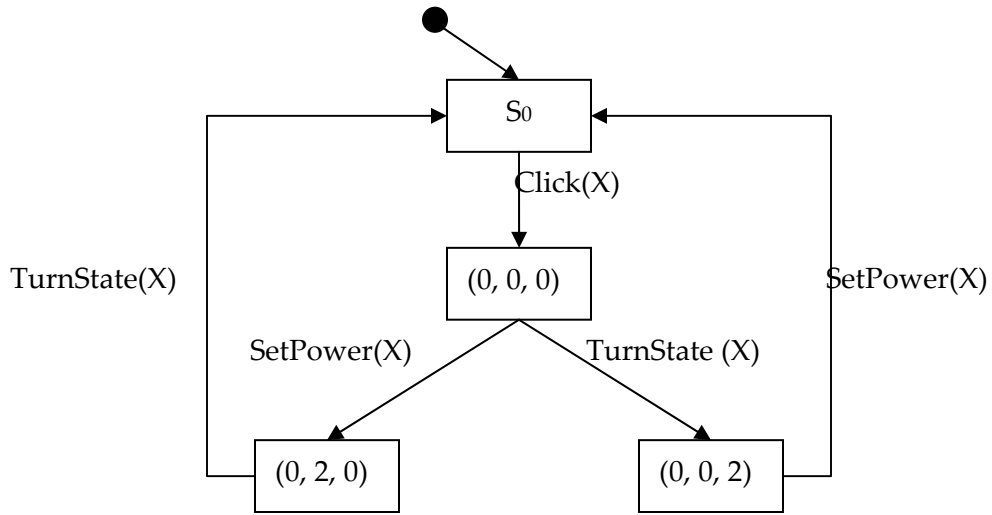 S0
Click(X)
(0, 0, 0)
TurnState(X)
SetPower(X)
SetPower(X)
TurnState (X)
(0, 2, 0)
(0, 0, 2)